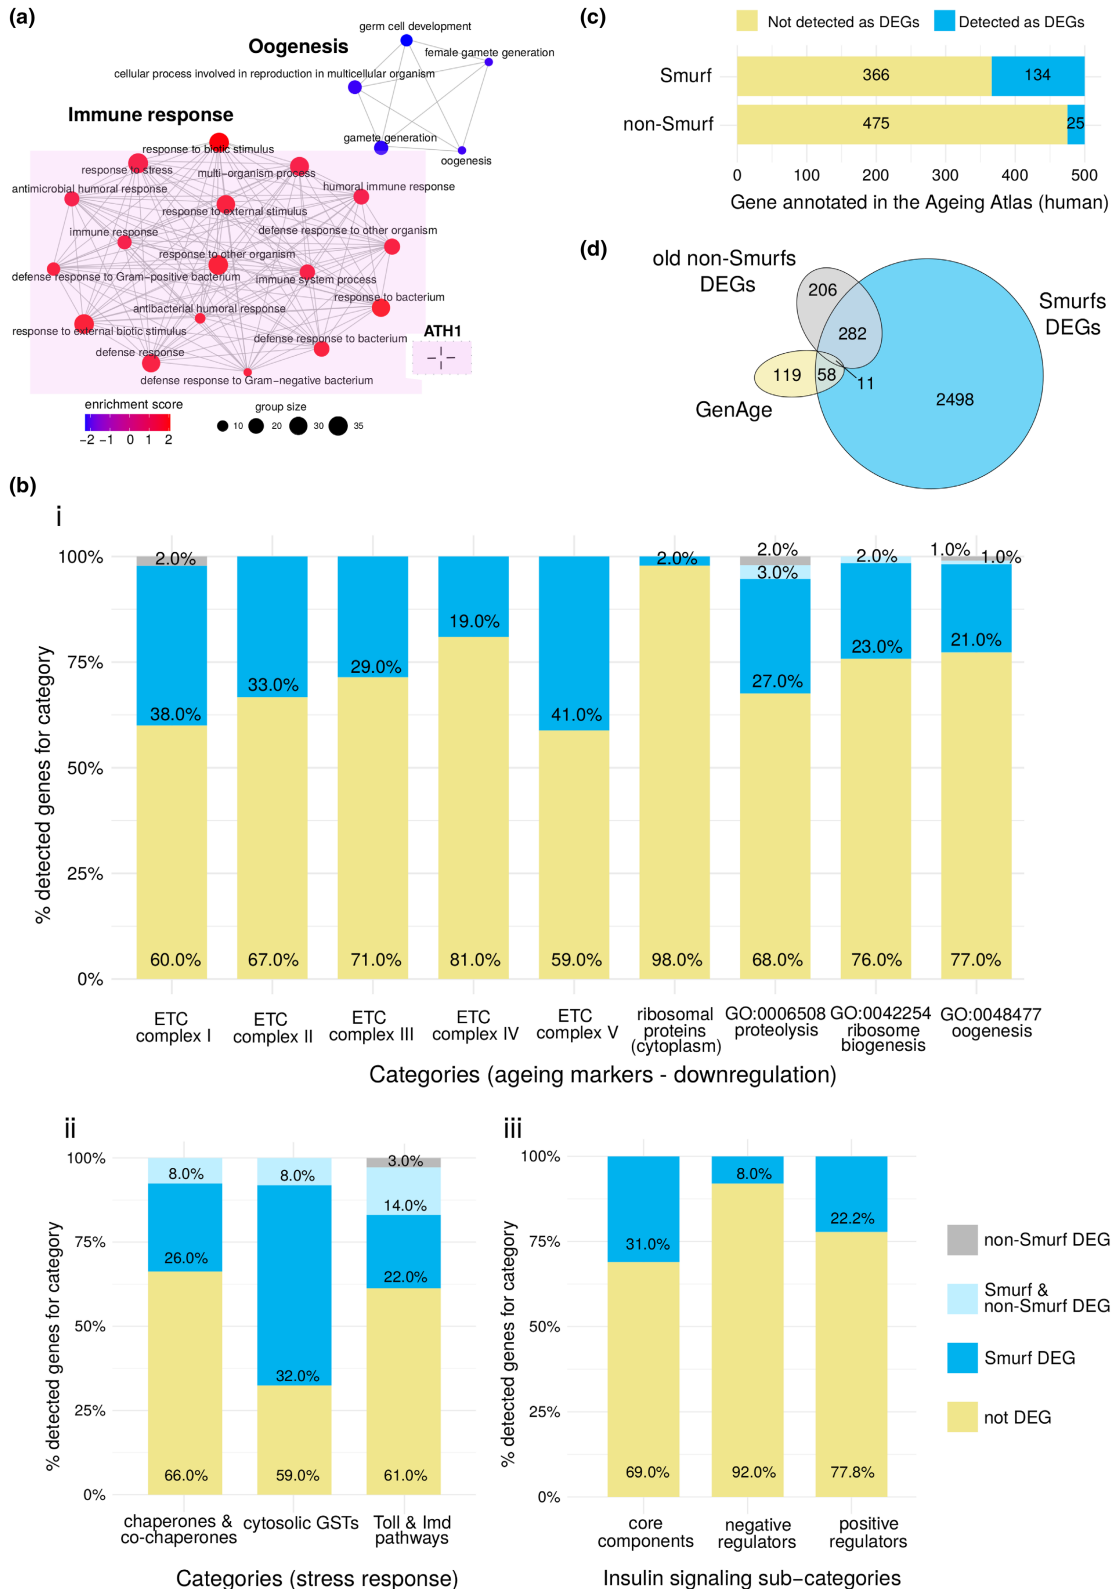 (a)
germ cell development
Oogenesis
female gamete generation
cellular process involved in reproduction in multicellular organism
Immune response
gamete generation
oogenesis
response to biotic stimulus
response to stress
multi−organism process
antimicrobial humoral response
humoral immune response
response to external stimulus
immune response
defense response to other organism
response to other organism
defense response to Gram−positive bacterium
immune system process
response to bacterium
antibacterial humoral response
response to external biotic stimulus
ATH1
defense response to bacterium
defense response
defense response to Gram−negative bacterium
enrichment score
−2 −1 0 1 2
group size
10 20 30 35
(c)
Not detected as DEGs
Detected as DEGs
Smurf
366
134
non-Smurf
475
25
0 100 200 300 400 500
Gene annotated in the Ageing Atlas (human)
(d)
old non-Smurfs
DEGs
206
Smurfs
DEGs
282
119
58
11
GenAge
2498
(b)
i
% detected genes for category
100%
75%
50%
25%
0%
2.0%
38.0%
60.0%
33.0%
67.0%
29.0%
71.0%
19.0%
81.0%
41.0%
59.0%
2.0%
98.0%
2.0%
3.0%
27.0%
68.0%
2.0%
23.0%
76.0%
1.0%
1.0%
21.0%
77.0%
ETC
complex I
ETC
complex II
ETC
complex III
ETC
complex IV
ETC
complex V
ribosomal
proteins
(cytoplasm)
GO:0006508
proteolysis
GO:0042254
ribosome
biogenesis
GO:0048477
oogenesis
Categories (ageing markers - downregulation)
ii
% detected genes for category
100%
75%
50%
25%
0%
8.0%
26.0%
66.0%
8.0%
32.0%
59.0%
3.0%
14.0%
22.0%
61.0%
chaperones &
co−chaperones
cytosolic GSTs
Toll & Imd
pathways
Categories (stress response)
iii
% detected genes for category
100%
75%
50%
25%
0%
31.0%
69.0%
8.0%
92.0%
22.2%
77.8%
core
components
negative
regulators
positive
regulators
Insulin signaling sub−categories
non-Smurf DEG
Smurf &
non-Smurf DEG
Smurf DEG
not DEG